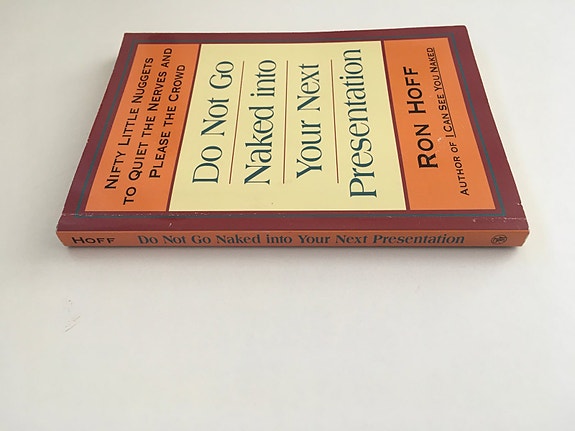 NIFTY LITTLE NUGGETS
TO QUIET THE NERVES AND
PLEASE THE CROWD
Do Not Go
Naked into
Your Next
Presentation
RON HOFF
AUTHOR OF I CAN SEE YOU NAKED
HOFF Do Not Go Naked into Your Next Presentation